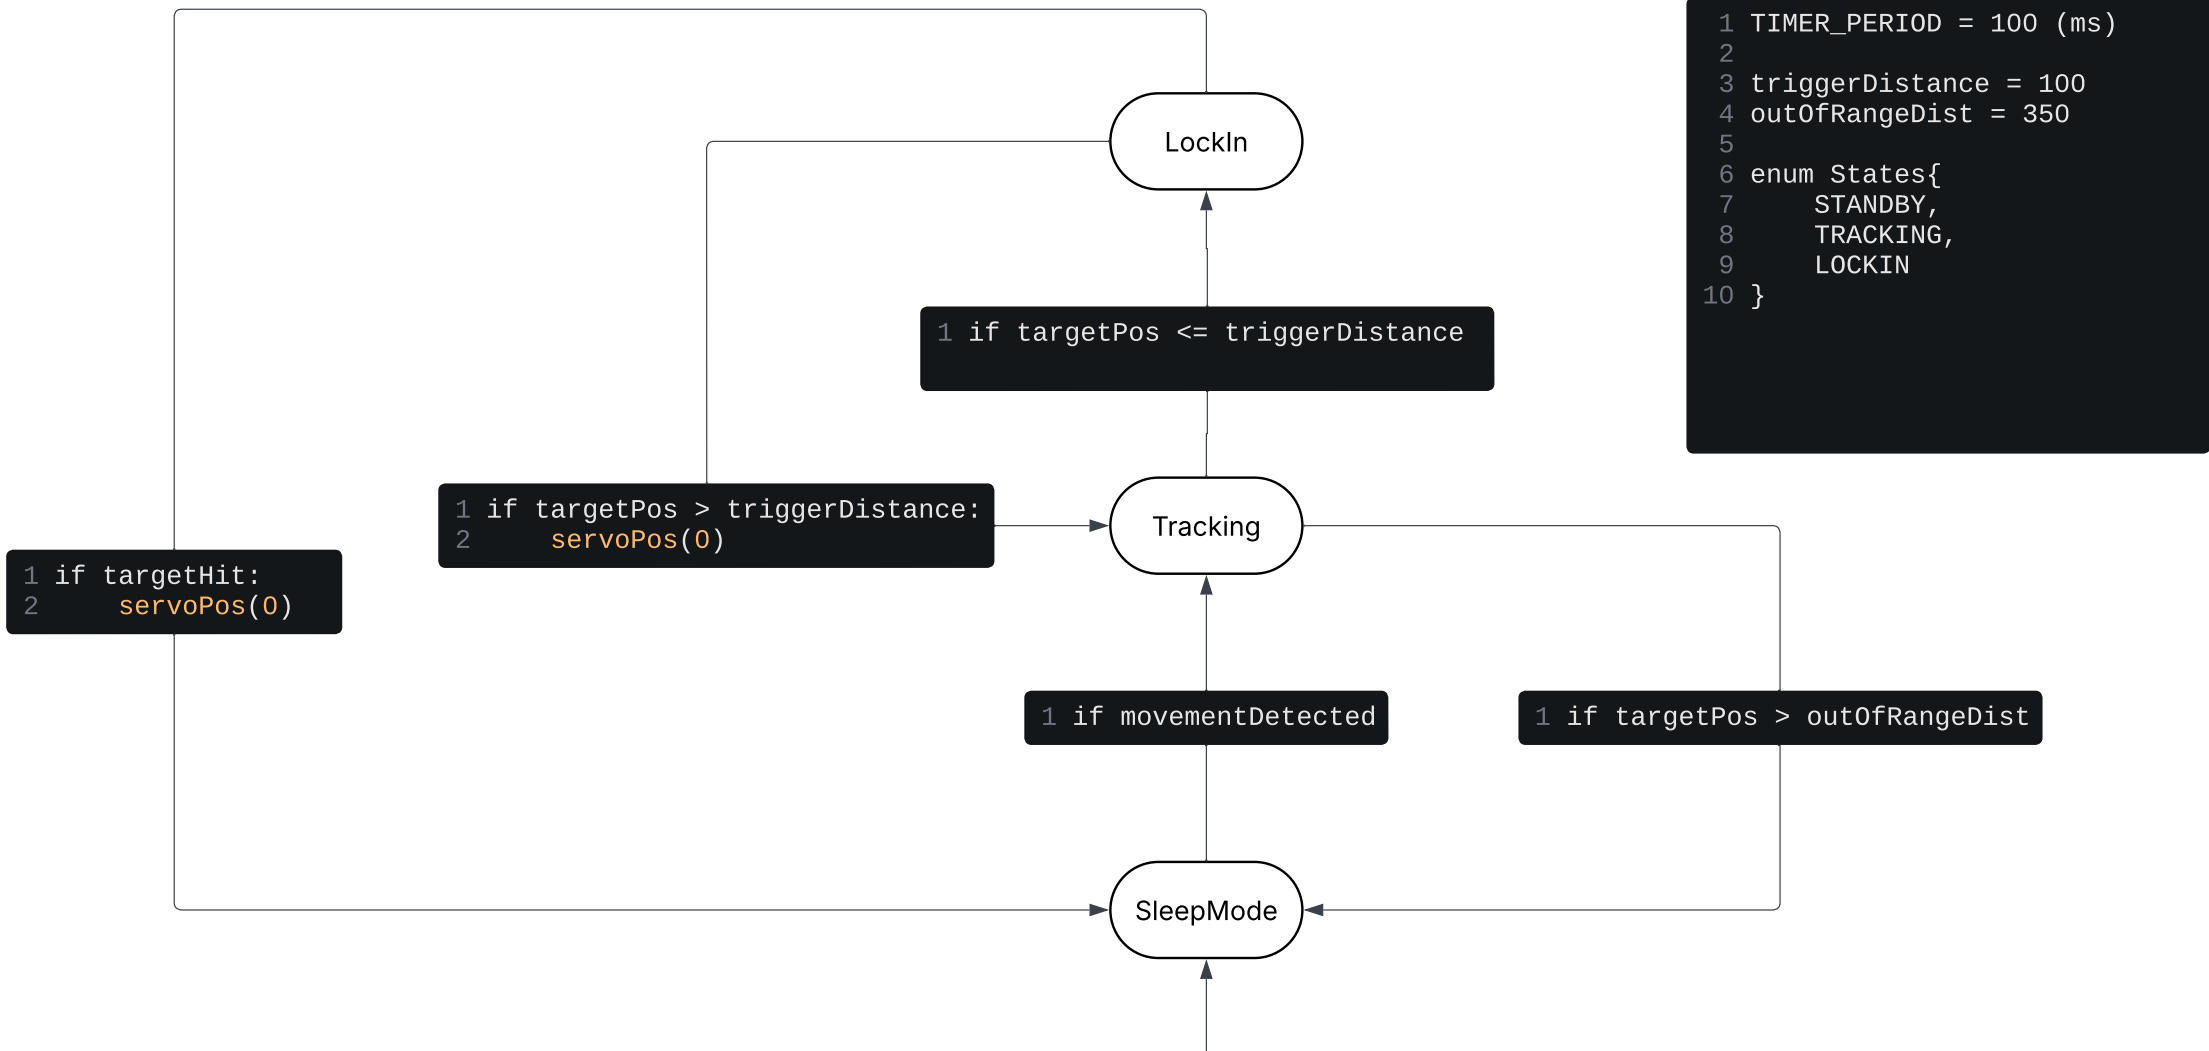 1 TIMER_PERIOD = 100 (ms)
2
3 triggerDistance = 100
4 outOfRangeDist = 350
5
6 enum States{
7     STANDBY,
8     TRACKING,
9     LOCKIN
10 }
LockIn
1 if targetPos <= triggerDistance
1 if targetPos > triggerDistance:
2     servoPos(0)
Tracking
1 if targetHit:
2     servoPos(0)
1 if movementDetected
1 if targetPos > outOfRangeDist
SleepMode